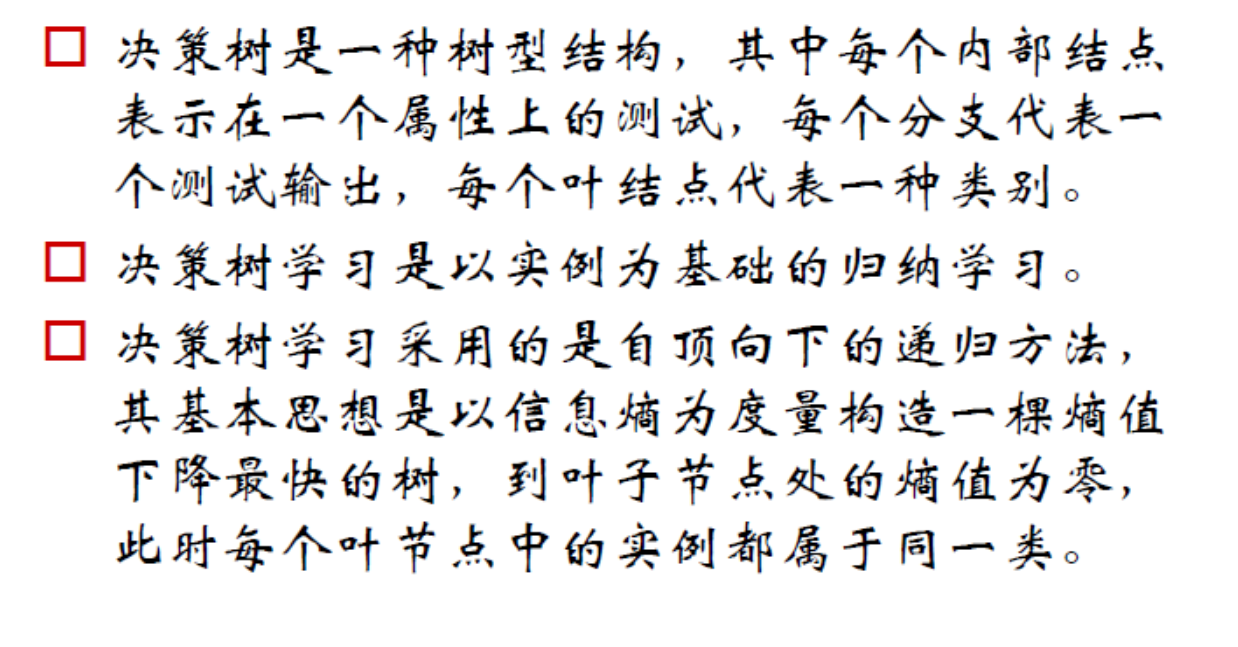 决策树是一种树型结构，其中每个内部结点
表示在一个属性上的测试，每个分支代表一
个测试输出，每个叶结点代表一种类别。
决策树学习是以实例为基础的归纳学习。
决策树学习采用的是自顶向下的递归方法，
其基本思想是以信息熵为度量构造一棵熵值
下降最快的树，到叶子节点处的熵值为零，
此时每个叶节点中的实例都属于同一类。